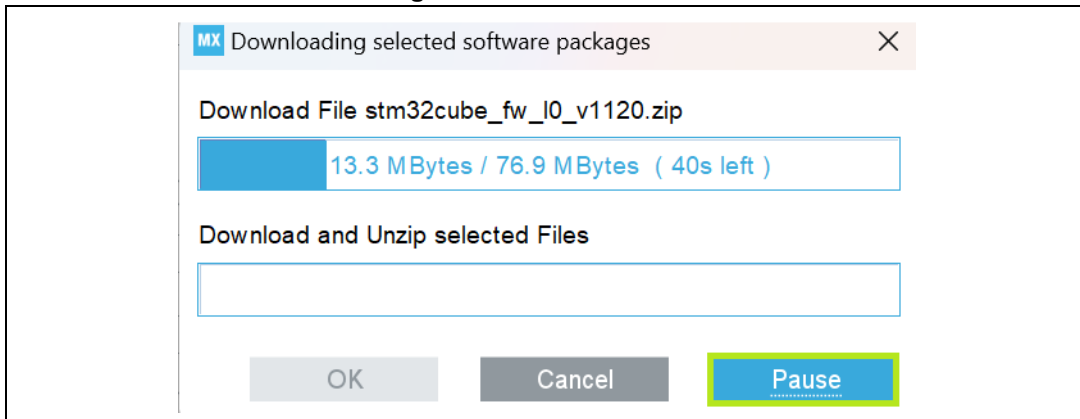 MX Downloading selected software packages
Download File stm32cube_fw_l0_v1120.zip
13.3 MBytes / 76.9 MBytes ( 40s left )
Download and Unzip selected Files
OK Cancel Pause